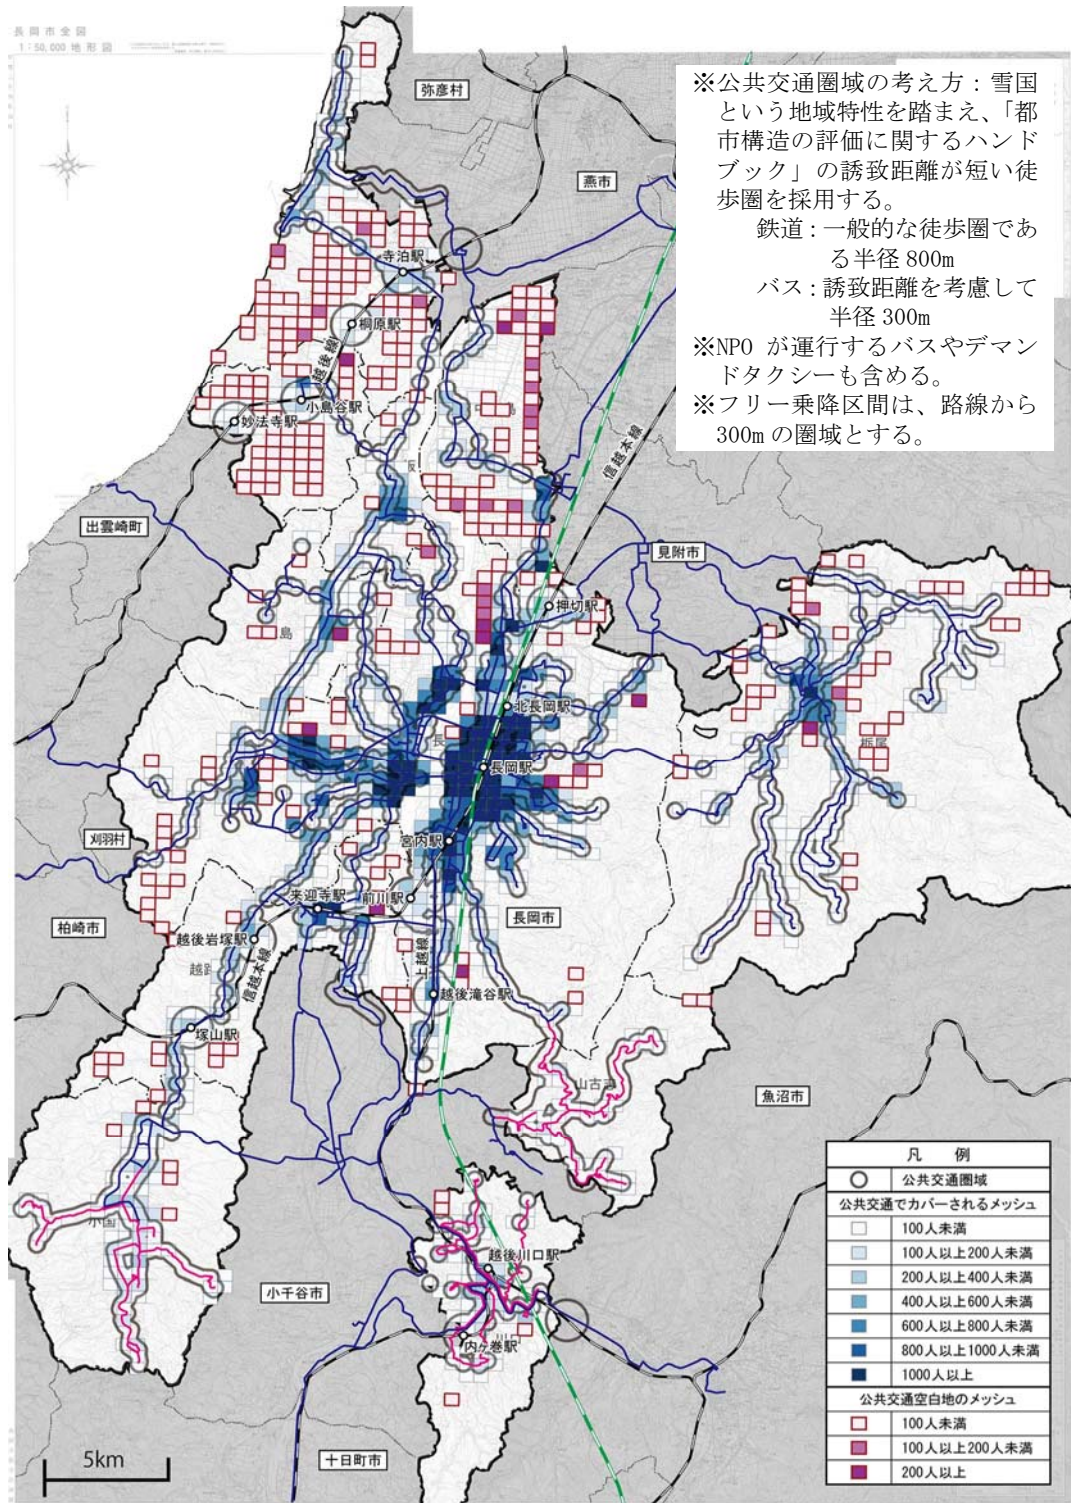 長岡市全図
1:50,000 地形図
※公共交通圏域の考え方：雪国
という地域特性を踏まえ、「都
市構造の評価に関するハンド
ブック」の誘致距離が短い徒
歩圏を採用する。
鉄道：一般的な徒歩圏であ
る半径 800m
バス：誘致距離を考慮して
半径 300m
※NPO が運行するバスやデマン
ドタクシーも含める。
※フリー乗降区間は、路線から
300m の圏域とする。
弥彦村
燕市
寺泊駅
桐原駅
越後線
小島谷駅
妙法寺駅
信越本線
出雲崎町
見附市
押切駅
島
北長岡駅
長
栃尾
長岡駅
刈羽村
宮内駅
来迎寺駅
前川駅
長岡市
柏崎市
越後岩塚駅
越路
信越本線
上越線
越後滝谷駅
塚山駅
山古志
魚沼市
小国
越後川口駅
小千谷市
川口
内ヶ巻駅
十日町市
5km
凡 例
公共交通圏域
公共交通でカバーされるメッシュ
100人未満
100人以上200人未満
200人以上400人未満
400人以上600人未満
600人以上800人未満
800人以上1000人未満
1000人以上
公共交通空白地のメッシュ
100人未満
100人以上200人未満
200人以上